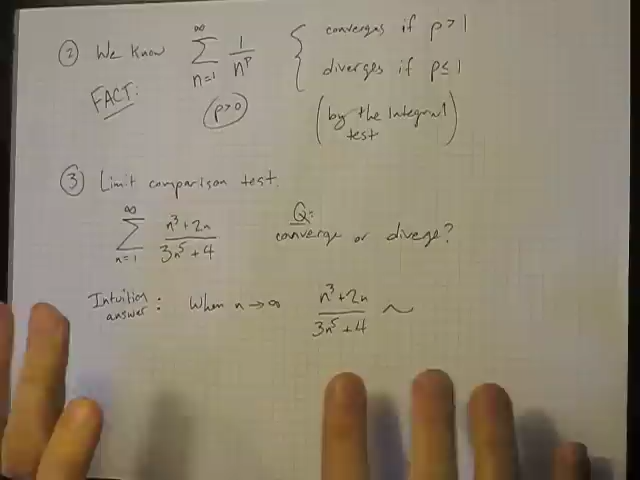 ② We know ∑_{n=1}^{∞} 1/n^p { converges if p>1
diverges if p≤1
FACT: (p>0) (by the Integral test)
③ Limit comparison test.
∑_{n=1}^{∞} (n³+2n)/(3n⁵+4) Q: converge or diverge?
Intuition answer: When n→∞ (n³+2n)/(3n⁵+4) ~